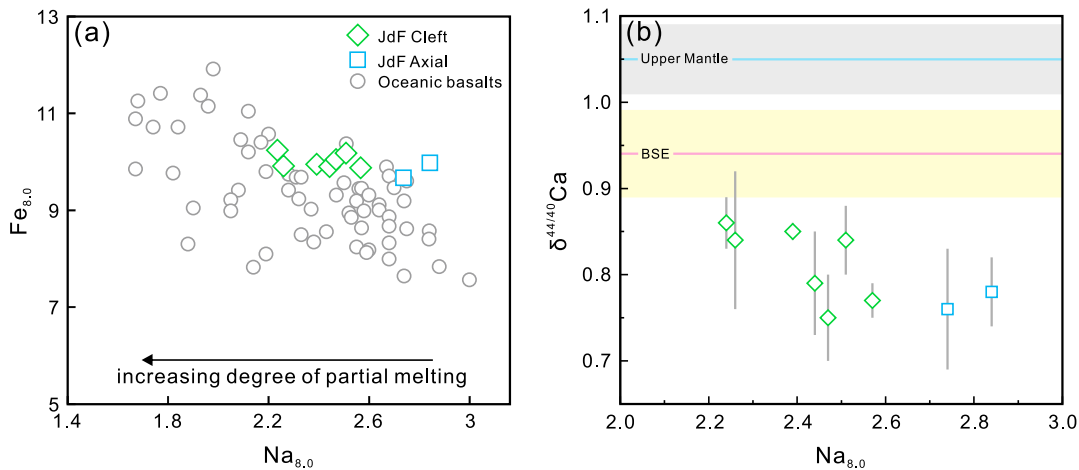 (a)
JdF Cleft
JdF Axial
Oceanic basalts
13
11
9
7
5
Fe8.0
increasing degree of partial melting
1.4
1.8
2.2
2.6
3
Na8.0
(b)
Upper Mantle
BSE
1.1
1.0
0.9
0.8
0.7
δ44/40Ca
2.0
2.2
2.4
2.6
2.8
3.0
Na8.0